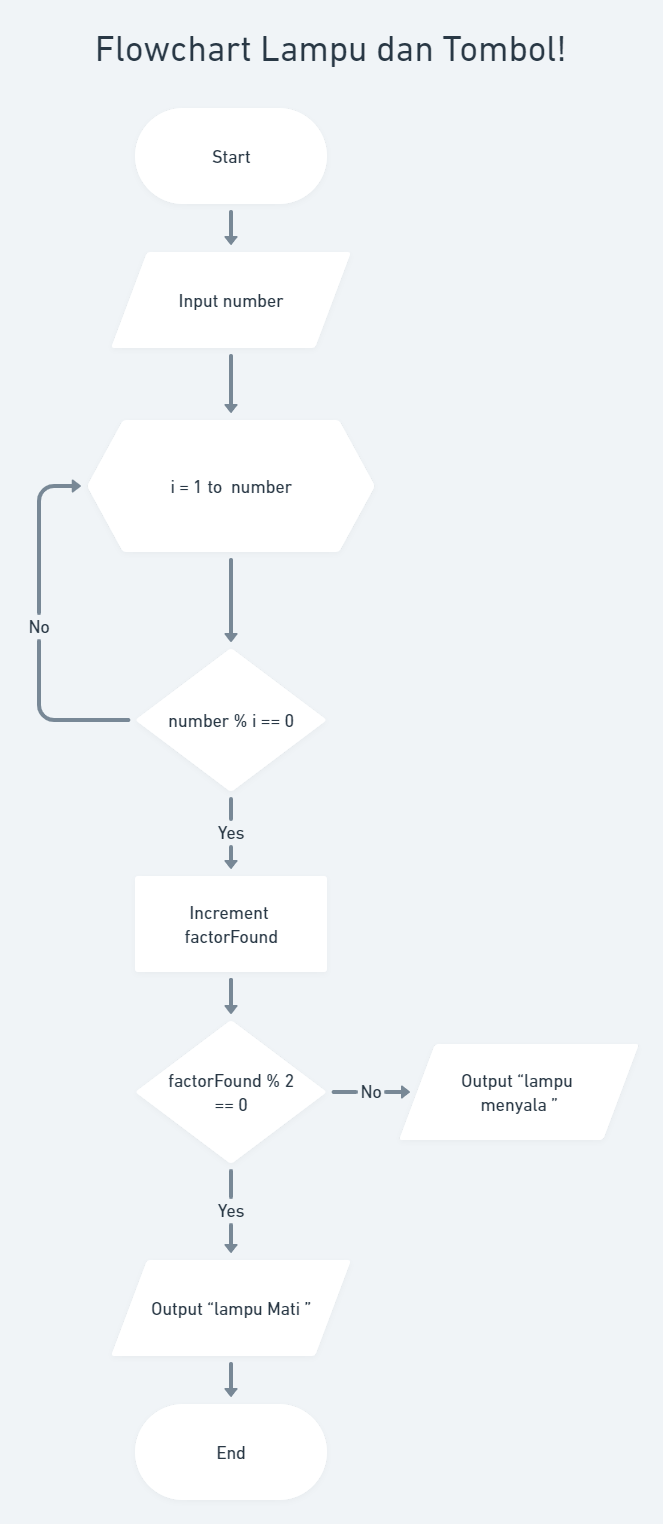 Flowchart Lampu dan Tombol!
Start
Input number
i = 1 to  number
No
number % i == 0
Yes
Increment
factorFound
factorFound % 2
== 0
No
Output “lampu
menyala ”
Yes
Output “lampu Mati ”
End